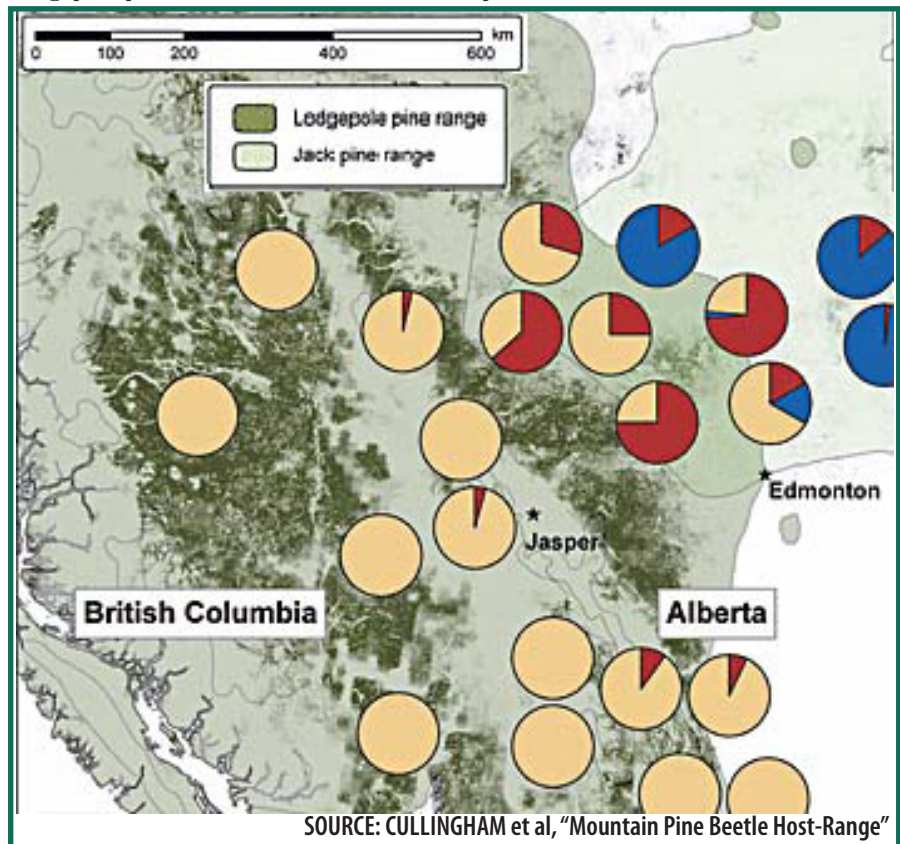 km
0 100 200 400 600
Lodgepole pine range
Jack pine range
Edmonton
Jasper
British Columbia
Alberta
SOURCE: CULLINGHAM et al, “Mountain Pine Beetle Host-Range”